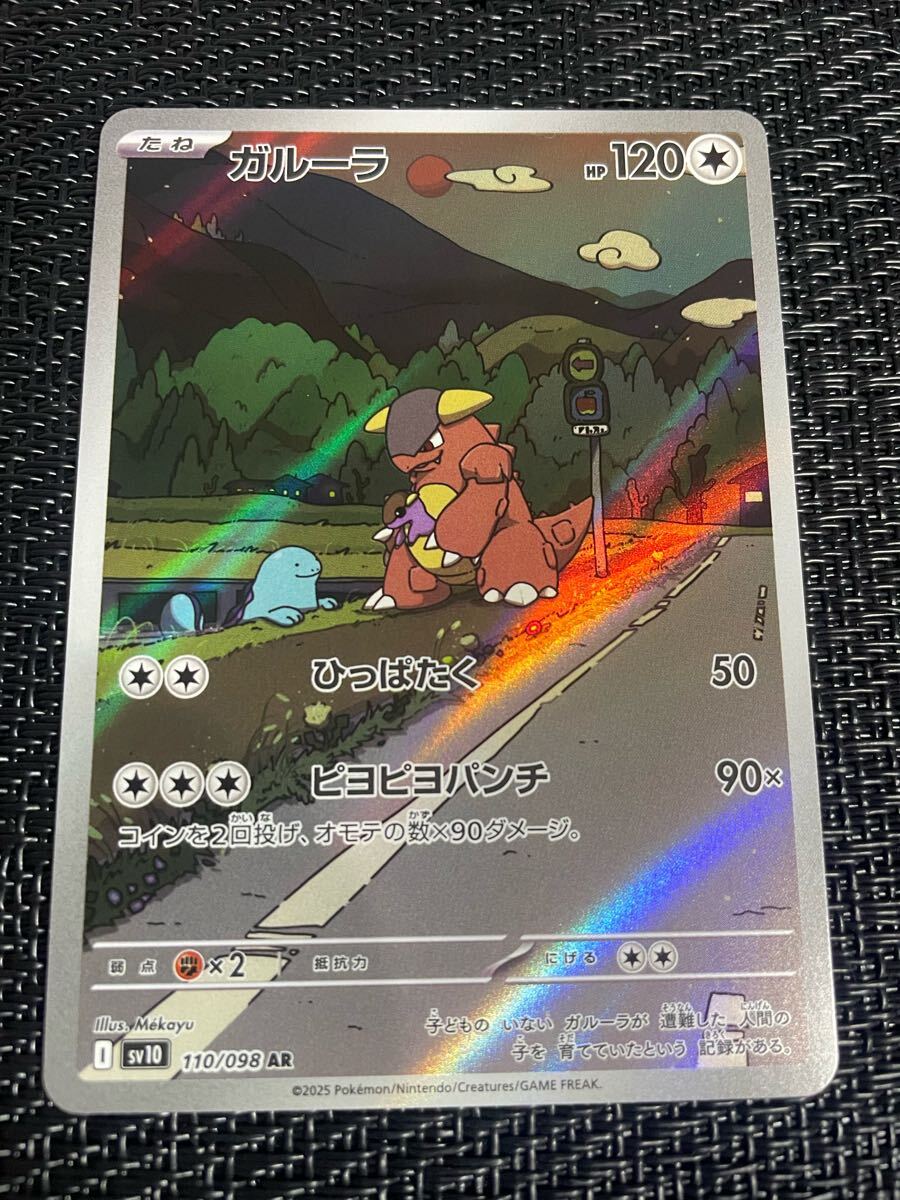 たね
ガルーラ
HP 120
ひっぱたく 50
ピヨピヨパンチ 90×
コインを2回投げ、オモテの数×90ダメージ。
弱点 ×2 抵抗力 にげる
Illus. Mékayu
子どもの いない ガルーラが 遭難した 人間の
子を 育てていたという 記録がある。
I sv10 110/098 AR
©2025 Pokémon/Nintendo/Creatures/GAME FREAK.